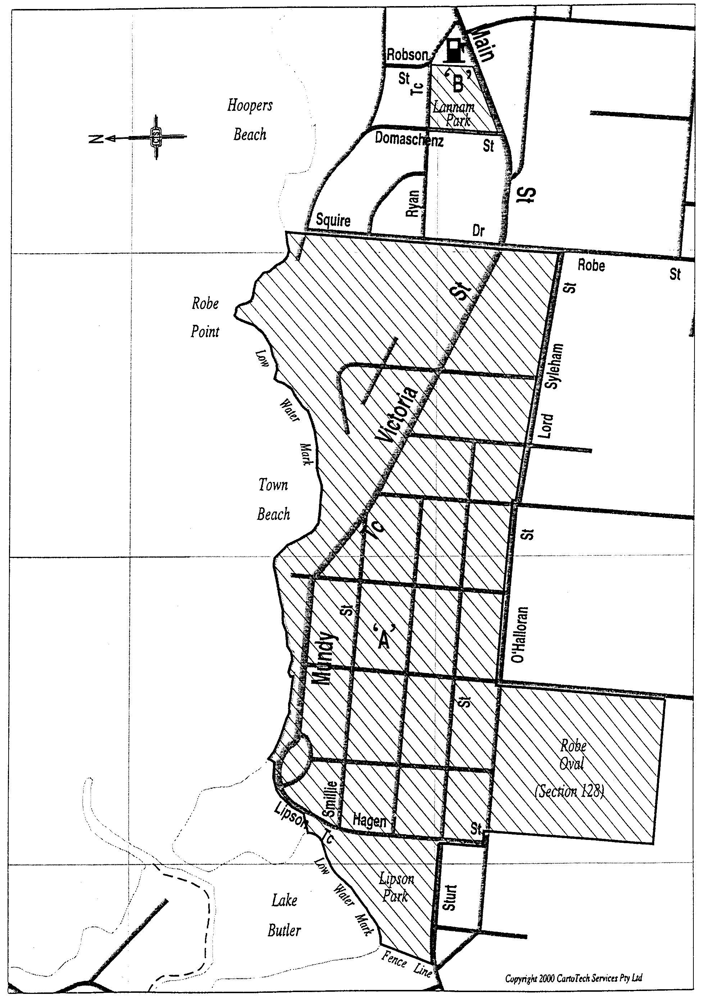 Main
Robson
St
Tc
'B'
Lannam
Park
Hoopers
Beach
N
CTS
Domaschenz
St
St
Ryan
Squire
Dr
Robe
St
St
St
Robe
Point
Low
Water
Mark
Syleham
Victoria
Lord
Town
Beach
Tc
St
St
'A'
Mundy
O'Halloran
St
Robe
Oval
(Section 128)
Smillie
Lipson
Tc
Hagen
St
Low
Water
Mark
Lipson
Park
Sturt
Lake
Butler
Fence Line
Copyright 2000 CartoTech Services Pty Ltd